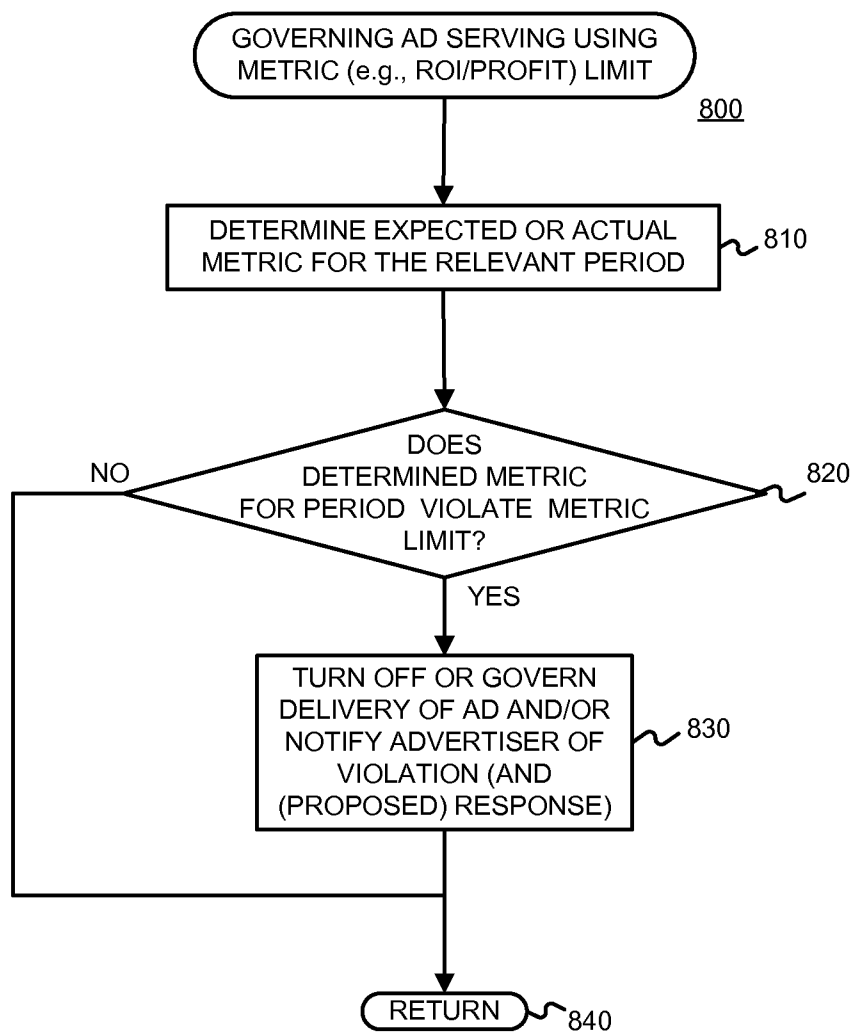 GOVERNING AD SERVING USING
METRIC (e.g., ROI/PROFIT) LIMIT
800
DETERMINE EXPECTED OR ACTUAL
METRIC FOR THE RELEVANT PERIOD
810
DOES
DETERMINED METRIC
FOR PERIOD VIOLATE METRIC
LIMIT?
NO
820
YES
TURN OFF OR GOVERN
DELIVERY OF AD AND/OR
NOTIFY ADVERTISER OF
VIOLATION (AND
(PROPOSED) RESPONSE)
830
RETURN
840